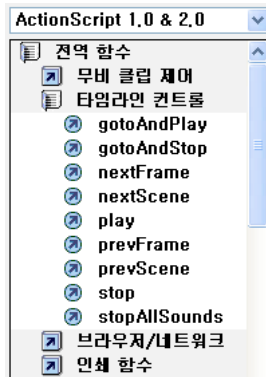 ActionScript 1.0 & 2.0
전역 함수
무비 클립 제어
타임라인 컨트롤
gotoAndPlay
gotoAndStop
nextFrame
nextScene
play
prevFrame
prevScene
stop
stopAllSounds
브라우저/네트워크
인쇄 함수